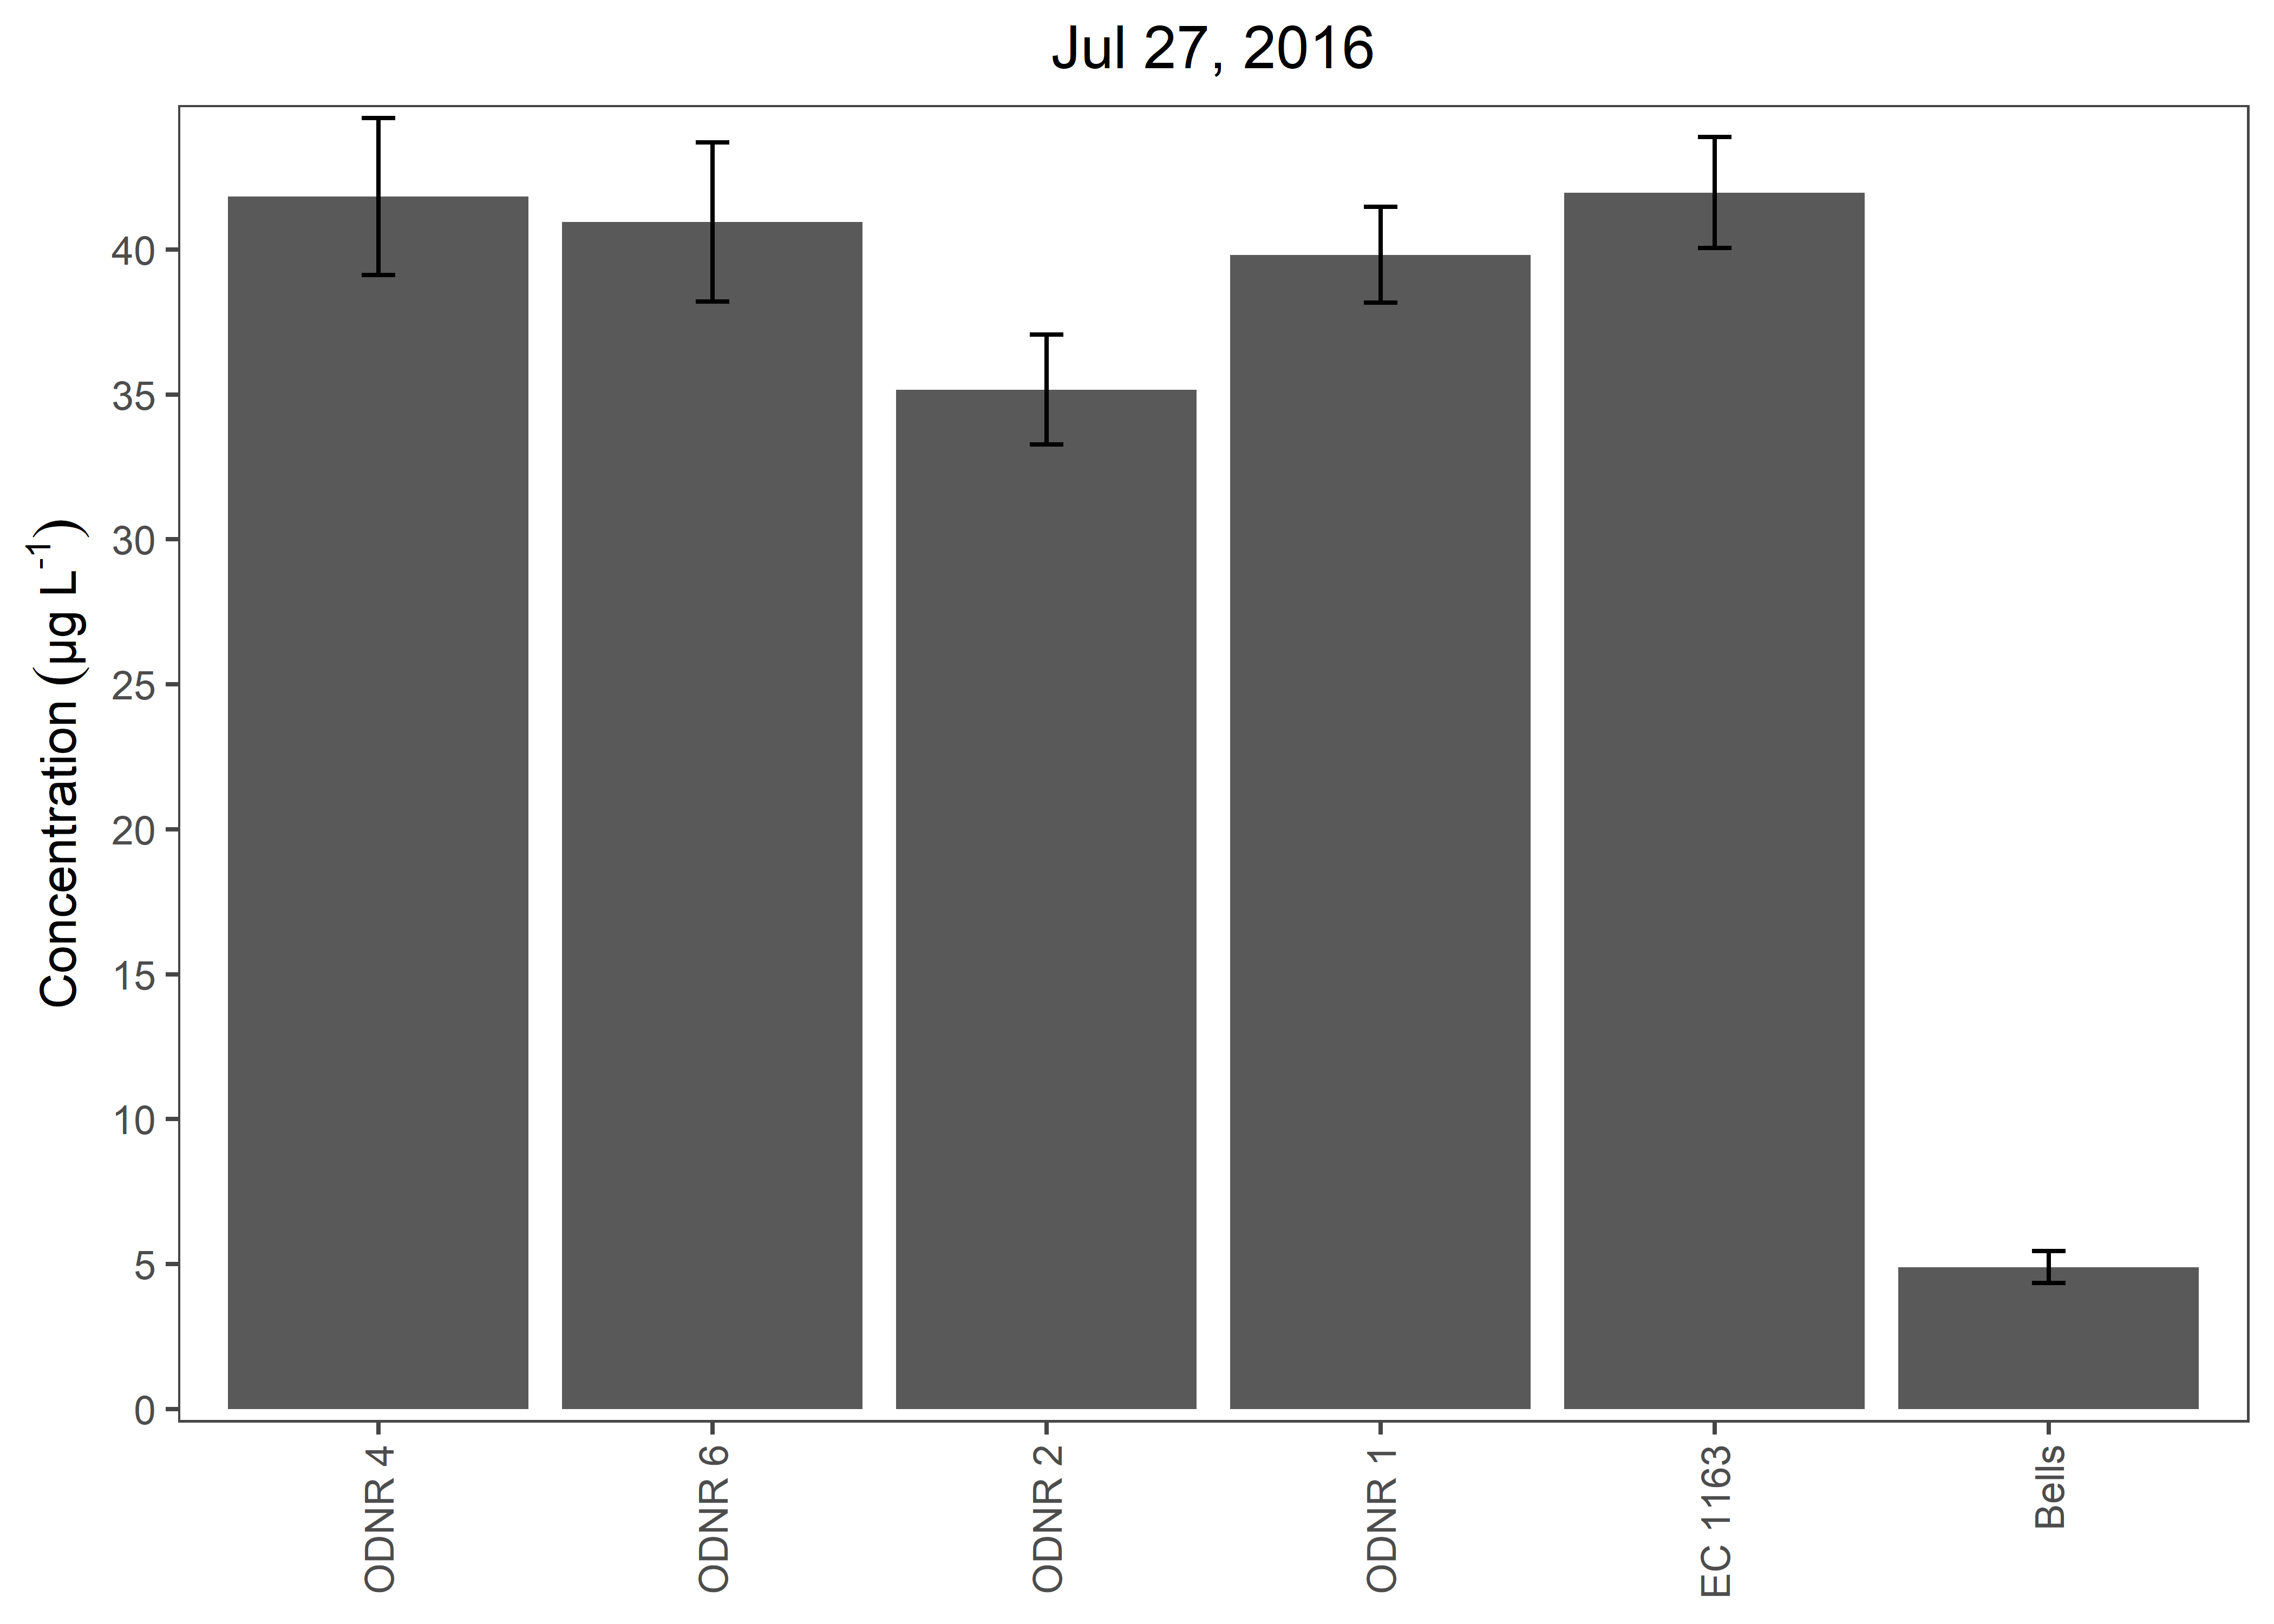 Jul 27, 2016
Concentration (µg L⁻¹)
40
35
30
25
20
15
10
5
0
ODNR 4
ODNR 6
ODNR 2
ODNR 1
EC 1163
Bells